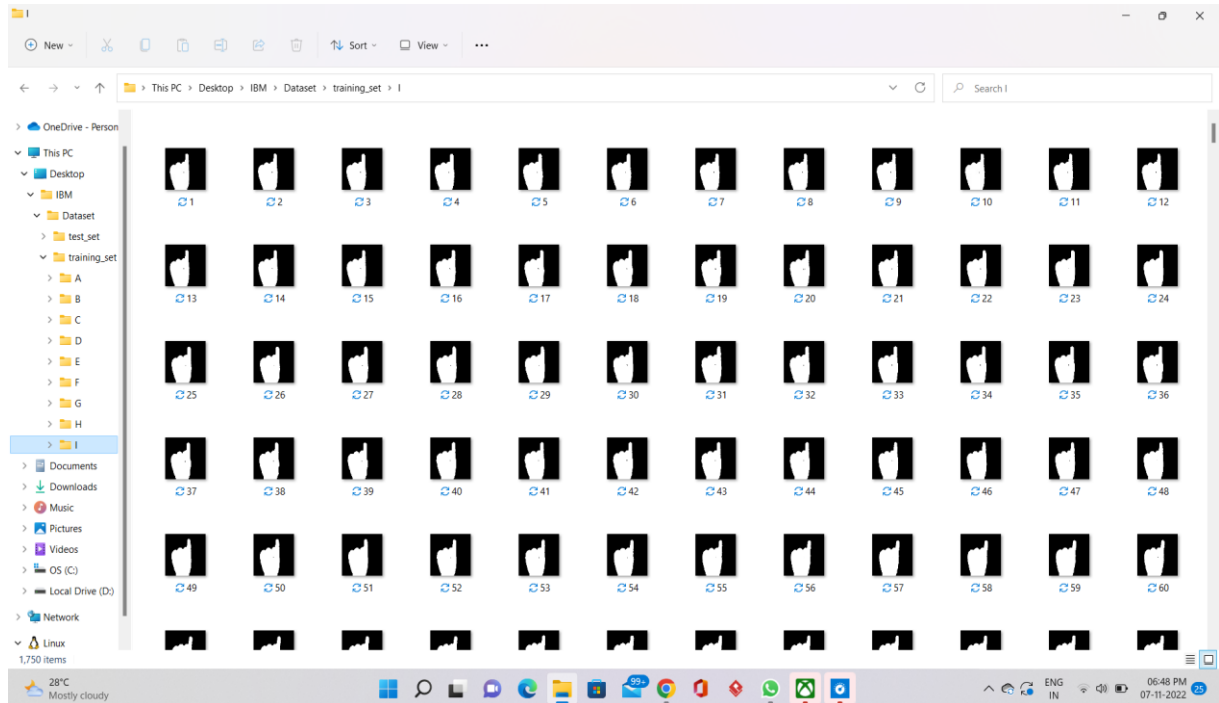 I
New
Sort
View
This PC > Desktop > IBM > Dataset > training_set > I
Search I
OneDrive - Person
This PC
Desktop
IBM
Dataset
test_set
training_set
A
B
C
D
E
F
G
H
I
Documents
Downloads
Music
Pictures
Videos
OS (C:)
Local Drive (D:)
Network
Linux
1 2 3 4 5 6 7 8 9 10 11 12
13 14 15 16 17 18 19 20 21 22 23 24
25 26 27 28 29 30 31 32 33 34 35 36
37 38 39 40 41 42 43 44 45 46 47 48
49 50 51 52 53 54 55 56 57 58 59 60
1,750 items
28°C
Mostly cloudy
99+
ENG
IN
06:48 PM
07-11-2022
25